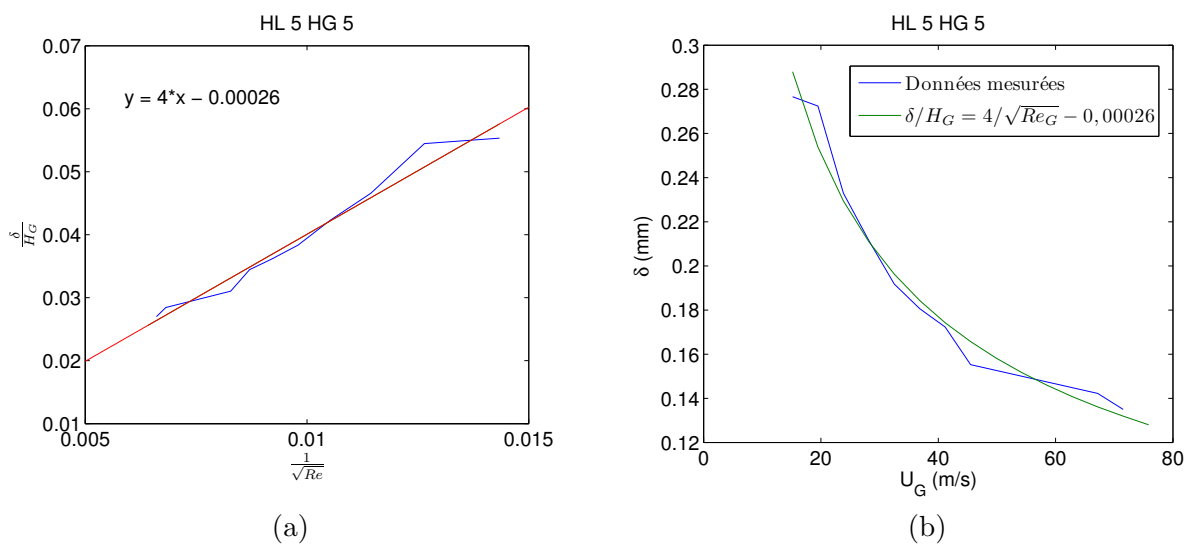 HL 5 HG 5
0.07
0.06
0.05
0.04
0.03
0.02
0.01
y = 4*x − 0.00026
δ/H_G
0.005
0.01
0.015
1/√Re
(a)
HL 5 HG 5
0.3
0.28
0.26
0.24
0.22
0.2
0.18
0.16
0.14
0.12
Données mesurées
δ/H_G = 4/√Re_G − 0,00026
δ (mm)
0
20
40
60
80
U_G (m/s)
(b)